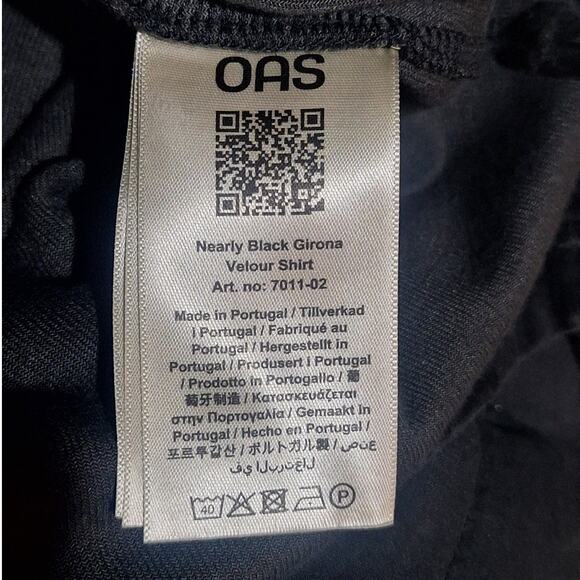 OAS
Nearly Black Girona
Velour Shirt
Art. no: 7011-02
Made in Portugal / Tillverkad
i Portugal / Fabriqué au
Portugal / Hergestellt in
Portugal / Produsert i Portugal
/ Prodotto in Portogallo / 葡
萄牙制造 / Κατασκευάζεται
στην Πορτογαλία / Gemaakt in
Portugal / Hecho en Portugal /
포르투갈산 / ポルトガル製 / صنع
في البرتغال
40
P